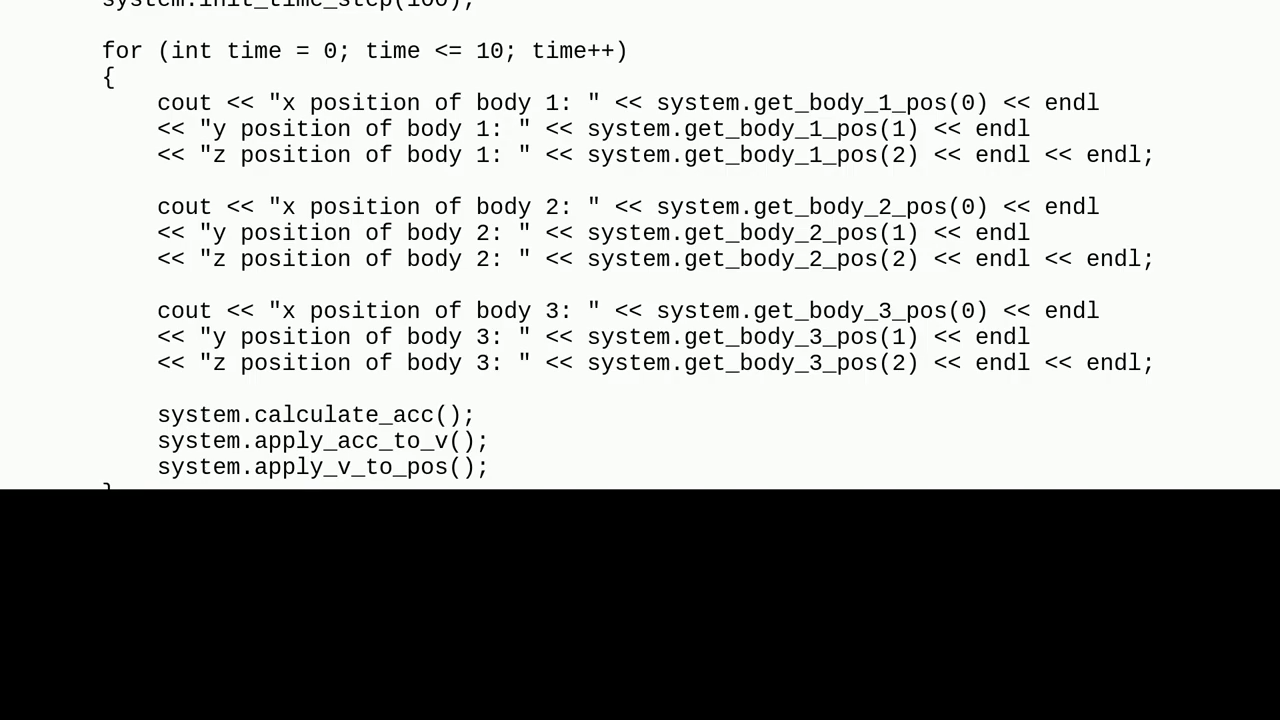 system.init_time_step(100);
for (int time = 0; time <= 10; time++)
{
cout << "x position of body 1: " << system.get_body_1_pos(0) << endl
<< "y position of body 1: " << system.get_body_1_pos(1) << endl
<< "z position of body 1: " << system.get_body_1_pos(2) << endl << endl;
cout << "x position of body 2: " << system.get_body_2_pos(0) << endl
<< "y position of body 2: " << system.get_body_2_pos(1) << endl
<< "z position of body 2: " << system.get_body_2_pos(2) << endl << endl;
cout << "x position of body 3: " << system.get_body_3_pos(0) << endl
<< "y position of body 3: " << system.get_body_3_pos(1) << endl
<< "z position of body 3: " << system.get_body_3_pos(2) << endl << endl;
system.calculate_acc();
system.apply_acc_to_v();
system.apply_v_to_pos();
}